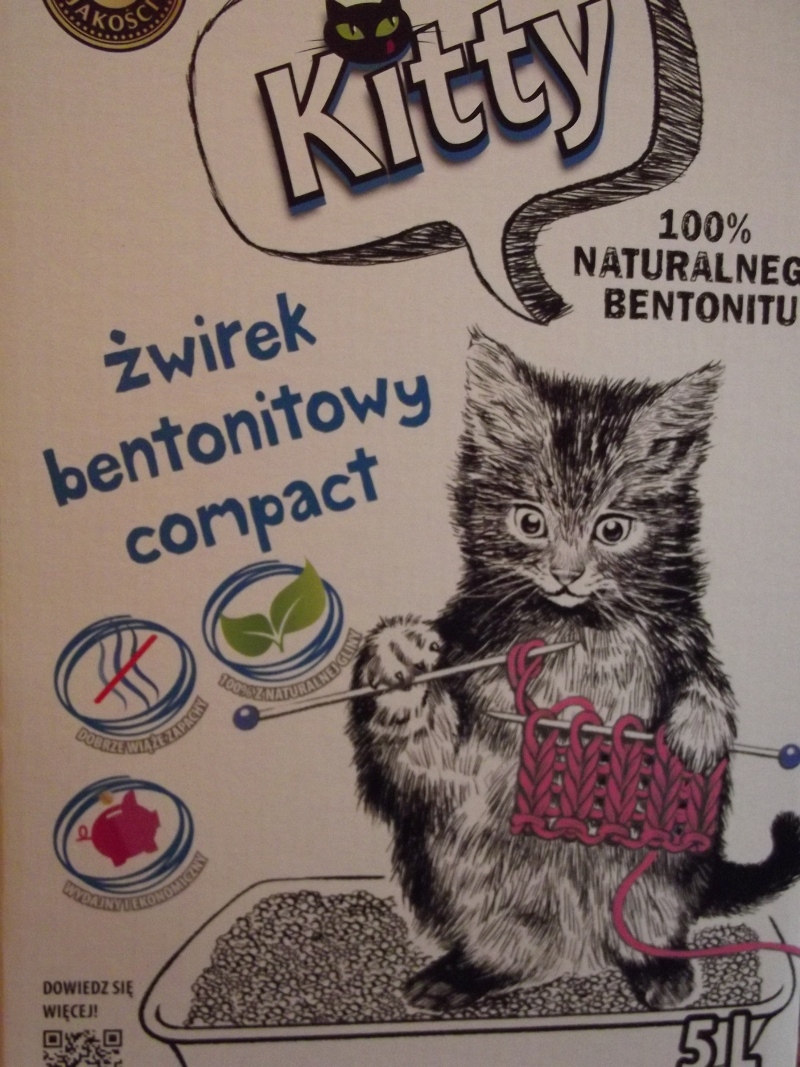 JAKOŚCI
Kitty
100%
NATURALNEG
BENTONITU
żwirek
bentonitowy
compact
100% Z NATURALNEJ GLINY
DOBRZE WIĄŻE ZAPACHY
WYDAJNY I EKONOMICZNY
DOWIEDZ SIĘ
WIĘCEJ!
5L